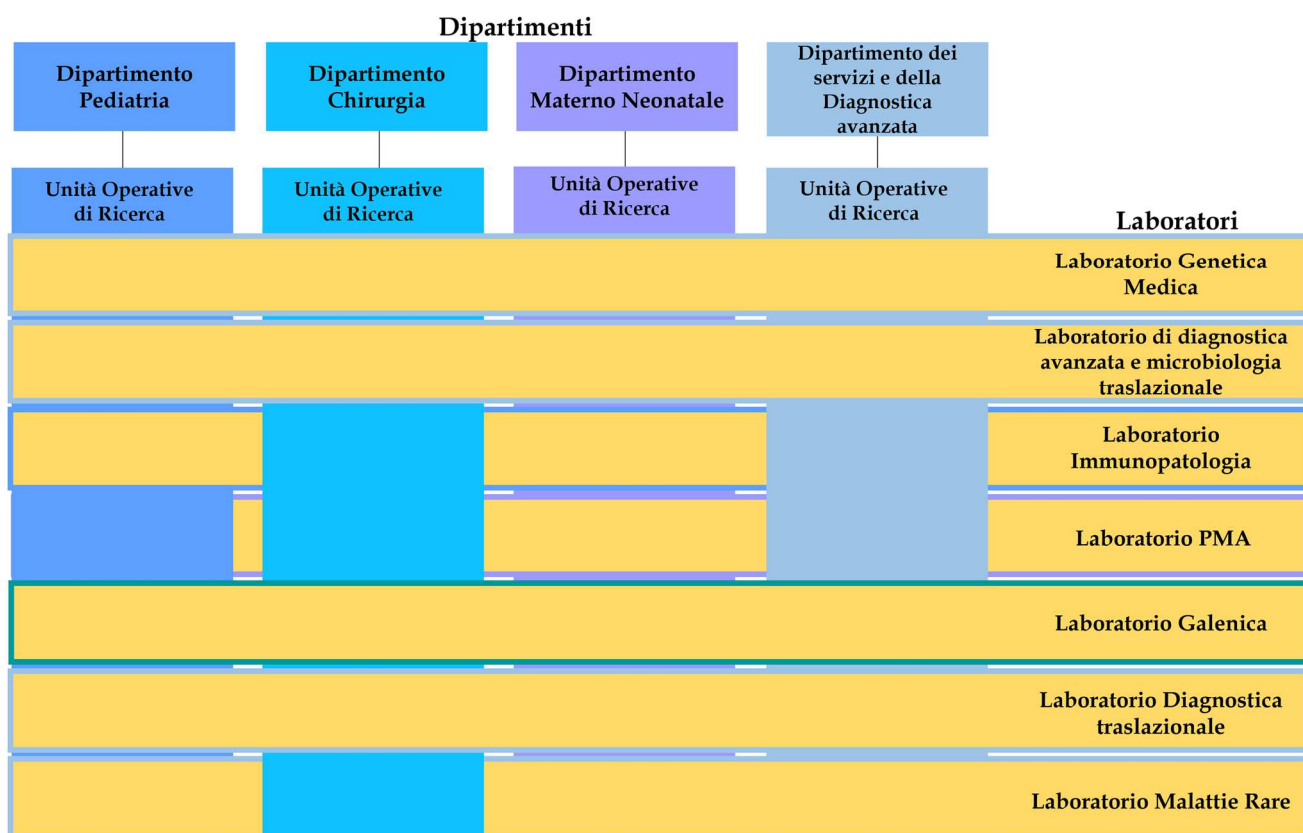 Dipartimenti
Dipartimento
Pediatria
Dipartimento
Chirurgia
Dipartimento
Materno Neonatale
Dipartimento dei
servizi e della
Diagnostica
avanzata
Unità Operative
di Ricerca
Unità Operative
di Ricerca
Unità Operative
di Ricerca
Unità Operative
di Ricerca
Laboratori
Laboratorio Genetica
Medica
Laboratorio di diagnostica
avanzata e microbiologia
traslazionale
Laboratorio
Immunopatologia
Laboratorio PMA
Laboratorio Galenica
Laboratorio Diagnostica
traslazionale
Laboratorio Malattie Rare